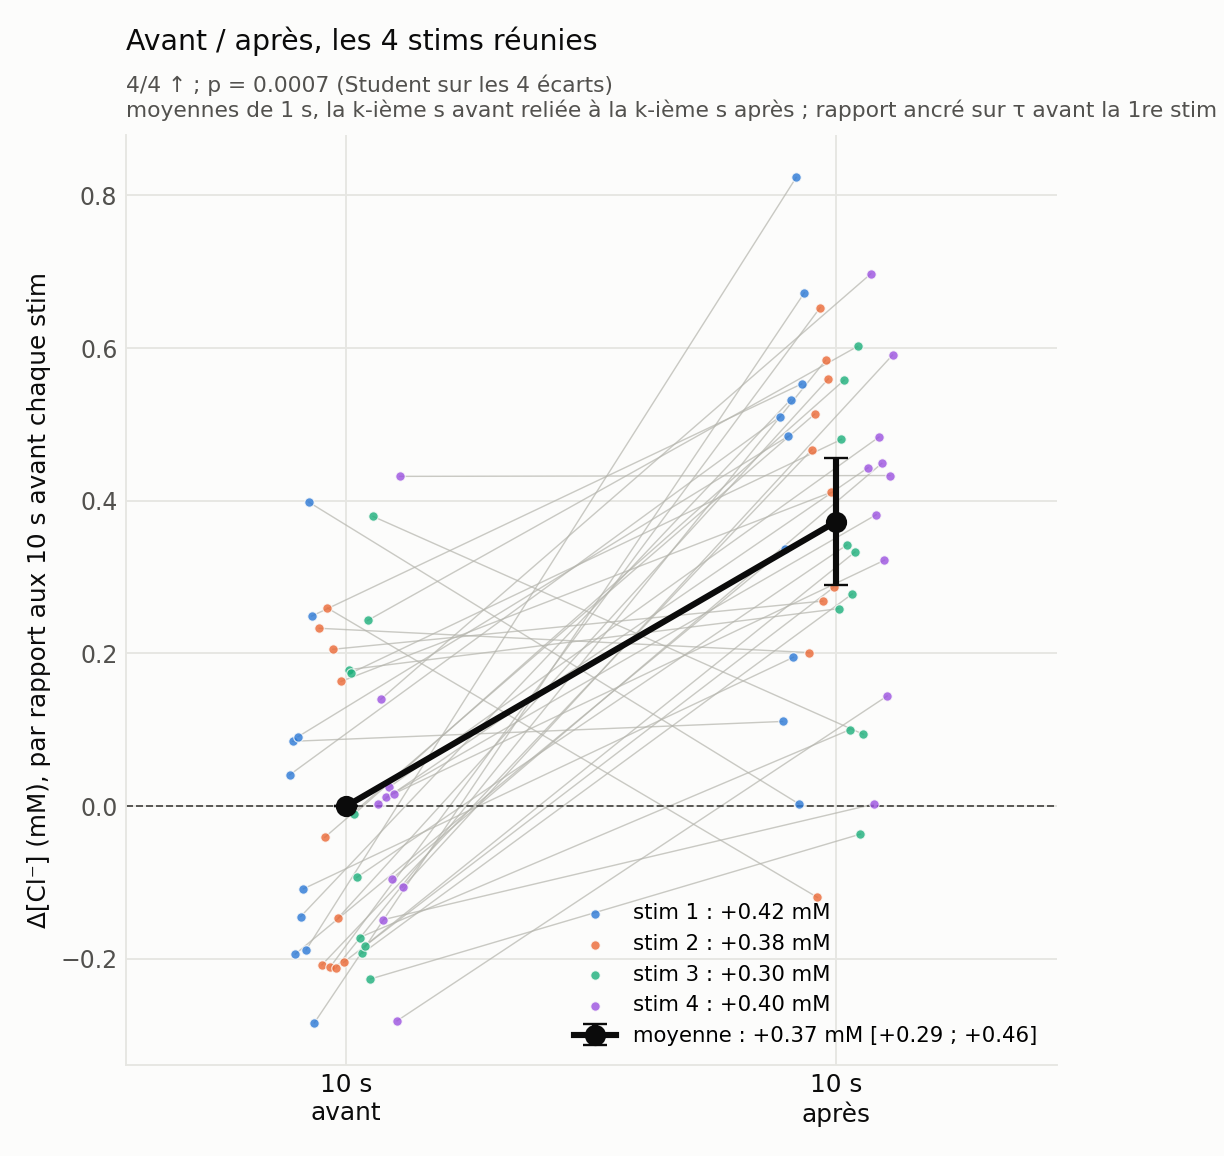 Avant / après, les 4 stims réunies
4/4 ↑ ; p = 0.0007 (Student sur les 4 écarts)
moyennes de 1 s, la k-ième s avant reliée à la k-ième s après ; rapport ancré sur τ avant la 1re stim
Δ[Cl⁻] (mM), par rapport aux 10 s avant chaque stim
0.8
0.6
0.4
0.2
0.0
−0.2
stim 1 : +0.42 mM
stim 2 : +0.38 mM
stim 3 : +0.30 mM
stim 4 : +0.40 mM
moyenne : +0.37 mM [+0.29 ; +0.46]
10 s
avant
10 s
après